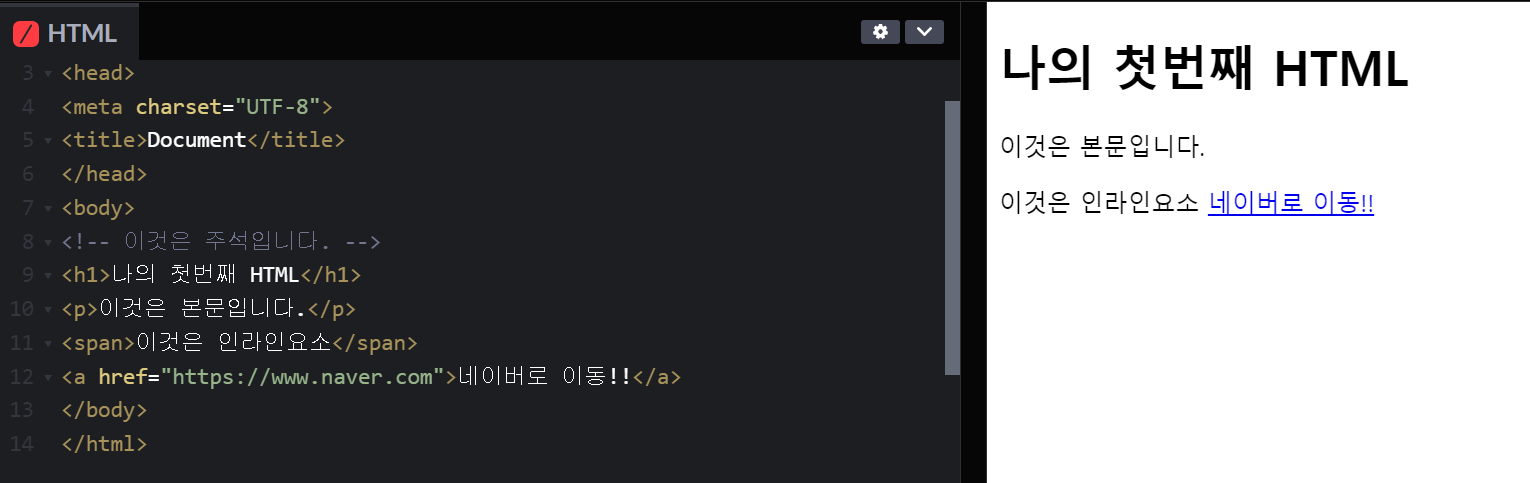 HTML
3 <head>
4 <meta charset="UTF-8">
5 <title>Document</title>
6 </head>
7 <body>
8 <!-- 이것은 주석입니다. -->
9 <h1>나의 첫번째 HTML</h1>
10 <p>이것은 본문입니다.</p>
11 <span>이것은 인라인요소</span>
12 <a href="https://www.naver.com">네이버로 이동!!</a>
13 </body>
14 </html>
나의 첫번째 HTML
이것은 본문입니다.
이것은 인라인요소 네이버로 이동!!